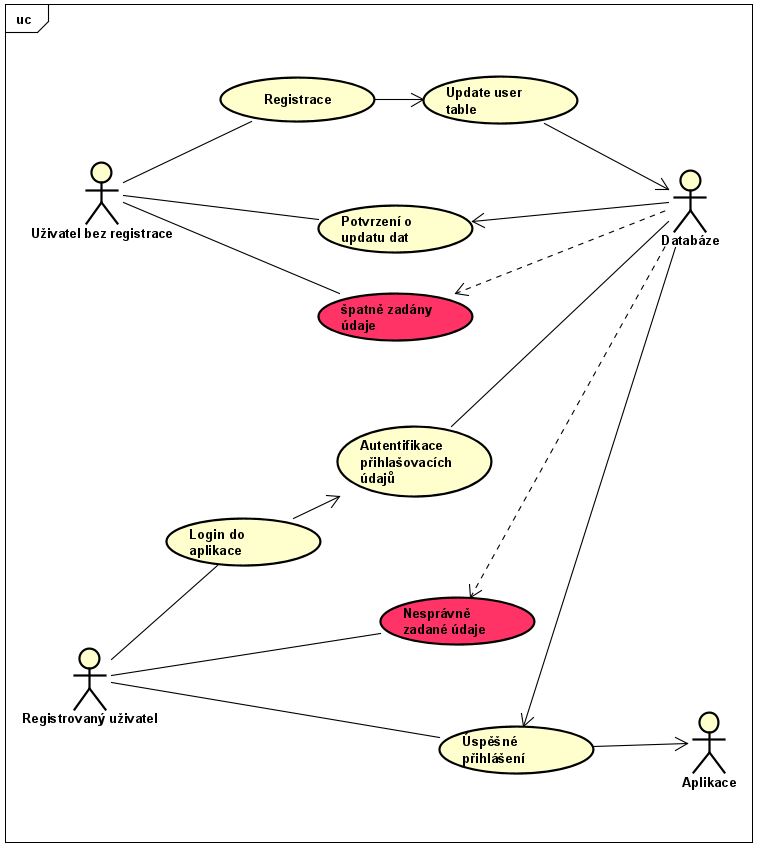 uc
Registrace
Update user
table
Uživatel bez registrace
Databáze
Potvrzení o
updatu dat
špatně zadány
údaje
Autentifikace
přihlašovacích
údajů
Login do
aplikace
Nesprávně
zadané údaje
Registrovaný uživatel
Úspěšné
přihlášení
Aplikace